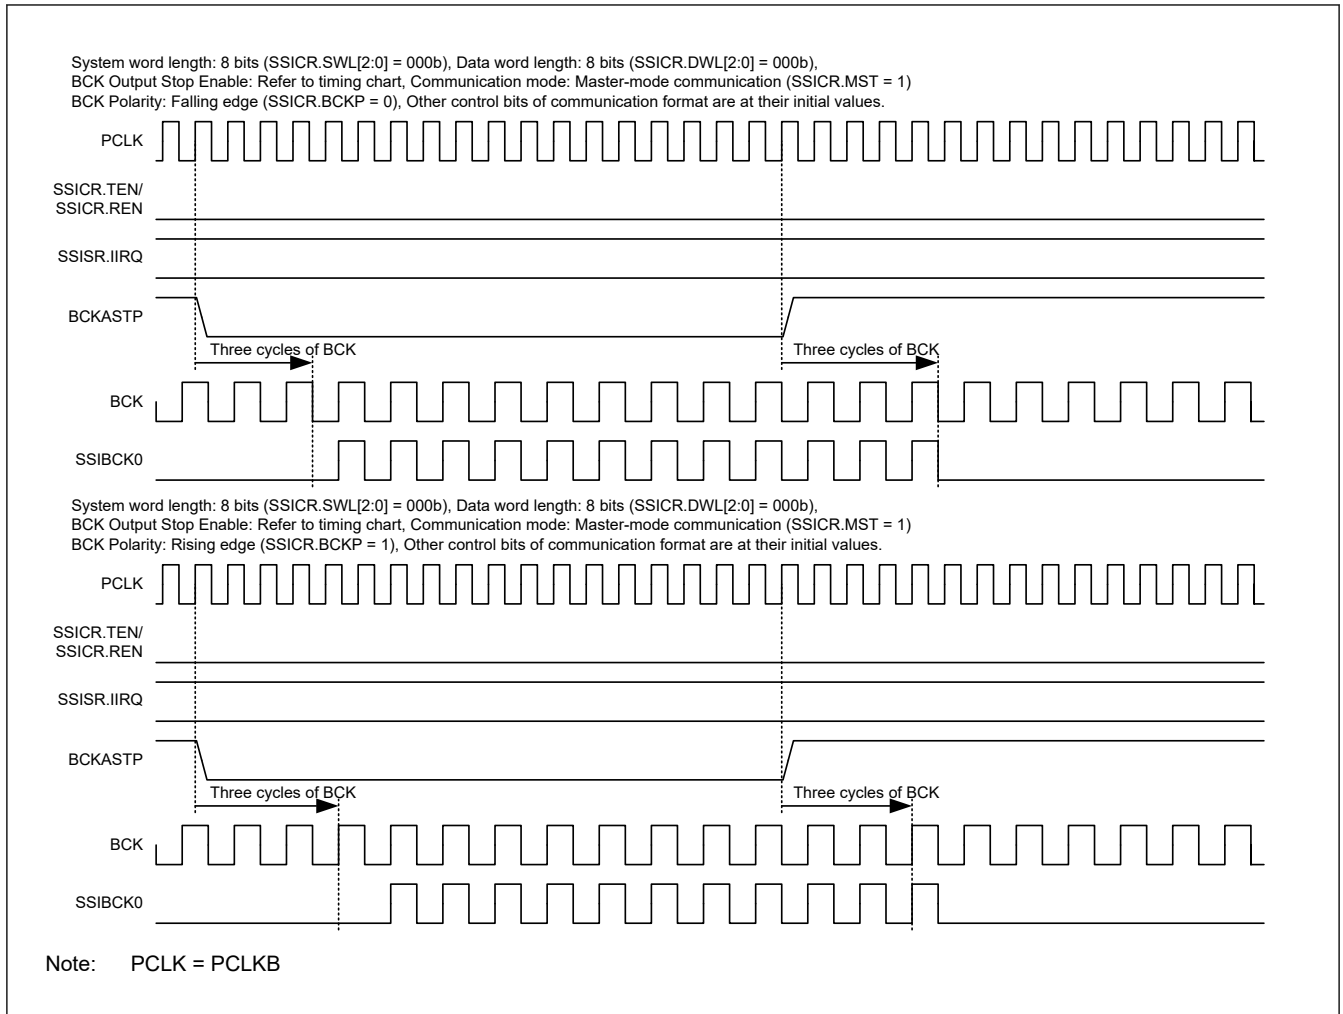 System word length: 8 bits (SSICR.SWL[2:0] = 000b), Data word length: 8 bits (SSICR.DWL[2:0] = 000b),
BCK Output Stop Enable: Refer to timing chart, Communication mode: Master-mode communication (SSICR.MST = 1)
BCK Polarity: Falling edge (SSICR.BCKP = 0), Other control bits of communication format are at their initial values.
PCLK
SSICR.TEN/
SSICR.REN
SSISR.IIRQ
BCKASTP
Three cycles of BCK Three cycles of BCK
BCK
SSIBCK0
System word length: 8 bits (SSICR.SWL[2:0] = 000b), Data word length: 8 bits (SSICR.DWL[2:0] = 000b),
BCK Output Stop Enable: Refer to timing chart, Communication mode: Master-mode communication (SSICR.MST = 1)
BCK Polarity: Rising edge (SSICR.BCKP = 1), Other control bits of communication format are at their initial values.
PCLK
SSICR.TEN/
SSICR.REN
SSISR.IIRQ
BCKASTP
Three cycles of BCK Three cycles of BCK
BCK
SSIBCK0
Note: PCLK = PCLKB